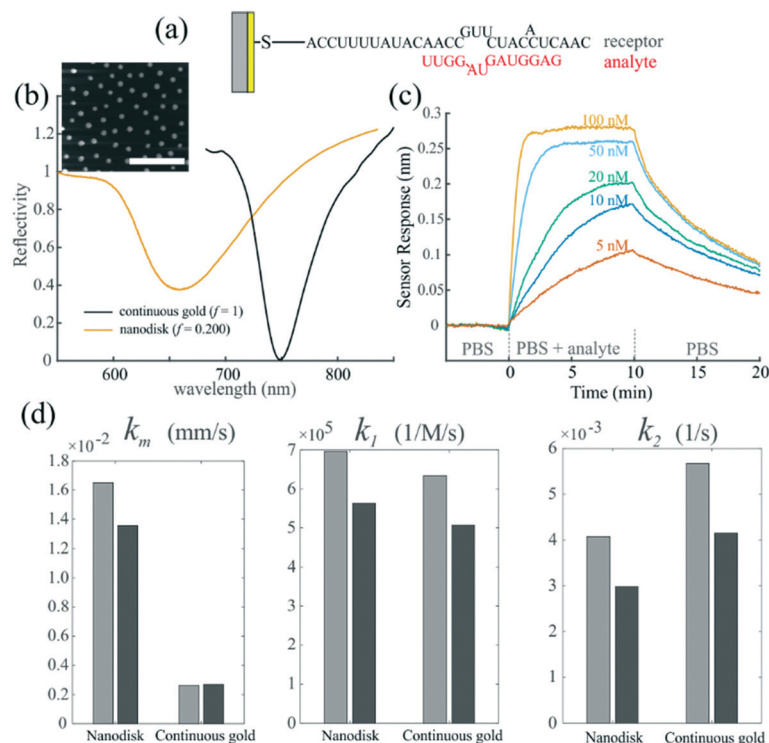 (a)
S
ACCUUUUAUACAACC GUU CUACCUCAAC A receptor
UUGG AU GAUGGAG analyte
(b)
1.2
1
0.8
0.6
0.4
0.2
0
Reflectivity
continuous gold (f = 1)
nanodisk (f = 0.200)
600 700 800
wavelength (nm)
(c)
0.3
0.25
0.2
0.15
0.1
0.05
0
Sensor Response (nm)
100 nM
50 nM
20 nM
10 nM
5 nM
PBS PBS + analyte PBS
0 10 20
Time (min)
(d)
×10-2 km (mm/s)
1.8
1.6
1.4
1.2
1
0.8
0.6
0.4
0.2
0
Nanodisk Continuous gold
×105 k1 (1/M/s)
7
6
5
4
3
2
1
0
Nanodisk Continuous gold
×10-3 k2 (1/s)
6
5
4
3
2
1
0
Nanodisk Continuous gold